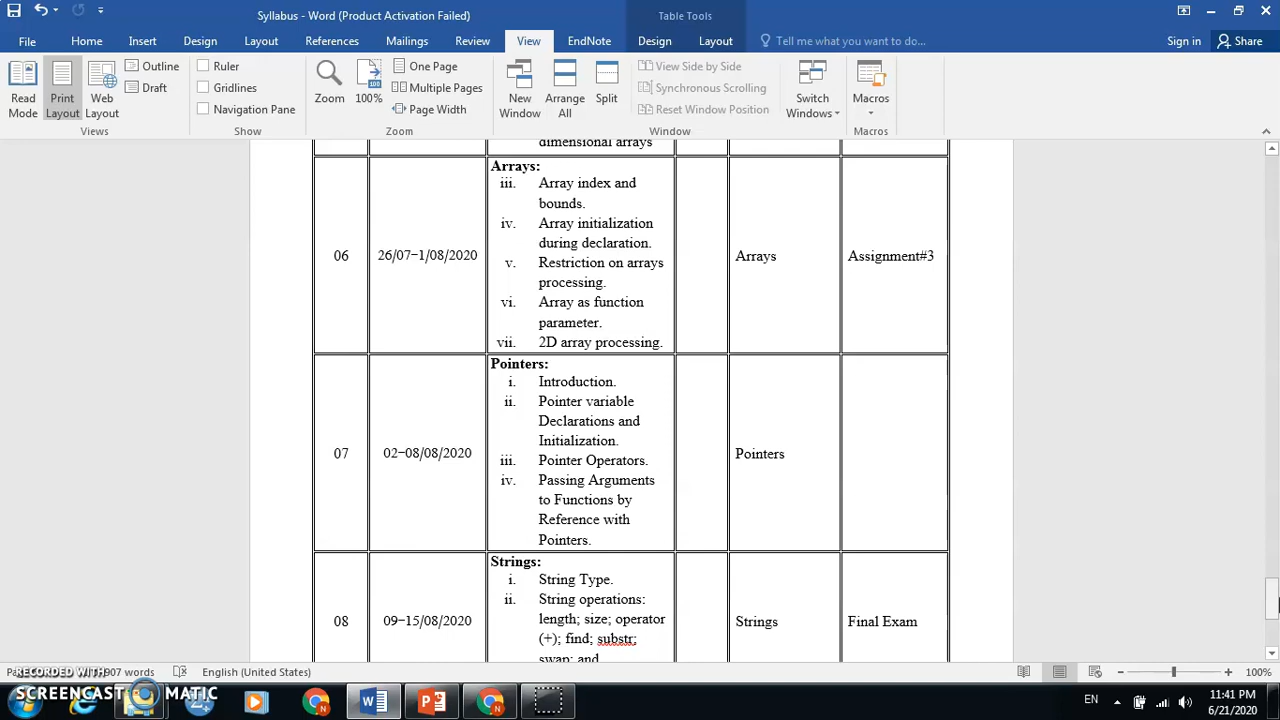 Syllabus - Word (Product Activation Failed)
Table Tools
File Home Insert Design Layout References Mailings Review View EndNote Design Layout Tell me what you want to do... Sign in Share
Read Mode
Print Layout
Web Layout
Outline
Draft
Views
Ruler
Gridlines
Navigation Pane
Show
Zoom
100%
One Page
Multiple Pages
Page Width
Zoom
New Window
Arrange All
Split
View Side by Side
Synchronous Scrolling
Reset Window Position
Window
Switch Windows
Macros
Macros
dimensional arrays
06
26/07–1/08/2020
Arrays:
iii. Array index and
bounds.
iv. Array initialization
during declaration.
v. Restriction on arrays
processing.
vi. Array as function
parameter.
vii. 2D array processing.
Arrays
Assignment#3
07
02–08/08/2020
Pointers:
i. Introduction.
ii. Pointer variable
Declarations and
Initialization.
iii. Pointer Operators.
iv. Passing Arguments
to Functions by
Reference with
Pointers.
Pointers
08
09–15/08/2020
Strings:
i. String Type.
ii. String operations:
length; size; operator
(+); find; substr;
swap; and
Strings
Final Exam
907 words
English (United States)
100%
RECORDED WITH
SCREENCAST MATIC
EN
11:41 PM
6/21/2020